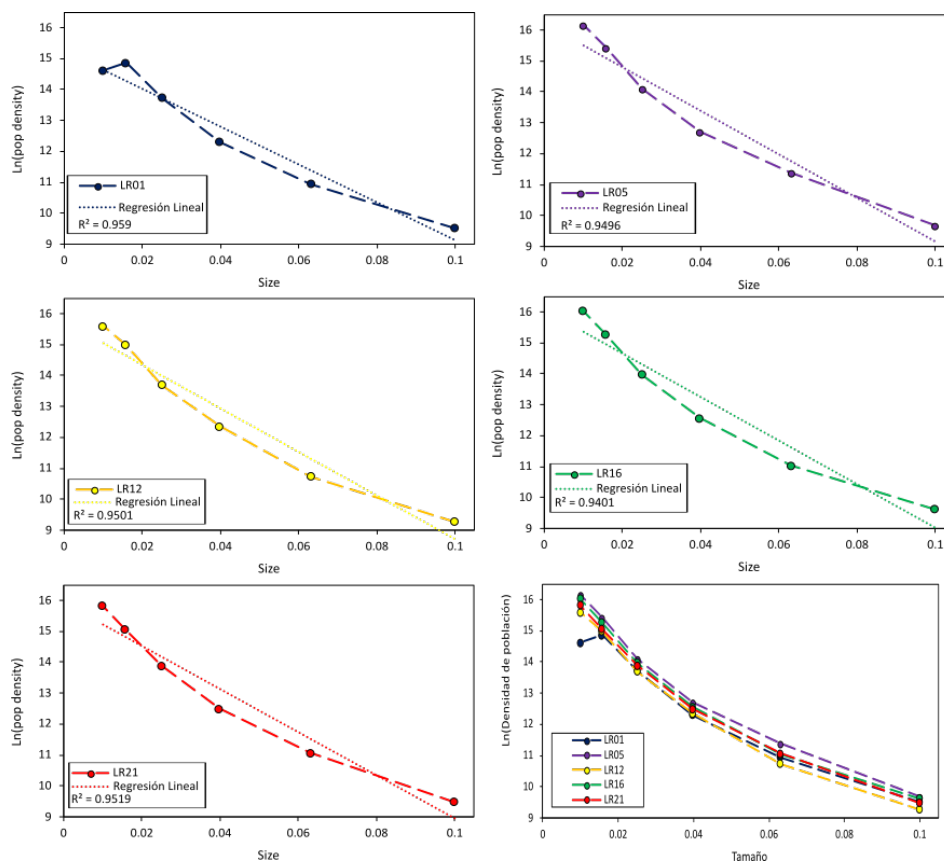 Ln(pop density)
16
15
14
13
12
11
10
9
LR01
Regresión Lineal
R² = 0.959
0
0.02
0.04
0.06
0.08
0.1
Size
Ln(pop density)
16
15
14
13
12
11
10
9
LR05
Regresión Lineal
R² = 0.9496
0
0.02
0.04
0.06
0.08
0.1
Size
Ln(pop density)
16
15
14
13
12
11
10
9
LR12
Regresión Lineal
R² = 0.9501
0
0.02
0.04
0.06
0.08
0.1
Size
Ln(pop density)
16
15
14
13
12
11
10
9
LR16
Regresión Lineal
R² = 0.9401
0
0.02
0.04
0.06
0.08
0.1
Size
Ln(pop density)
16
15
14
13
12
11
10
9
LR21
Regresión Lineal
R² = 0.9519
0
0.02
0.04
0.06
0.08
0.1
Size
Ln(Densidad de población)
16
15
14
13
12
11
10
9
LR01
LR05
LR12
LR16
LR21
0
0.02
0.04
0.06
0.08
0.1
Tamaño